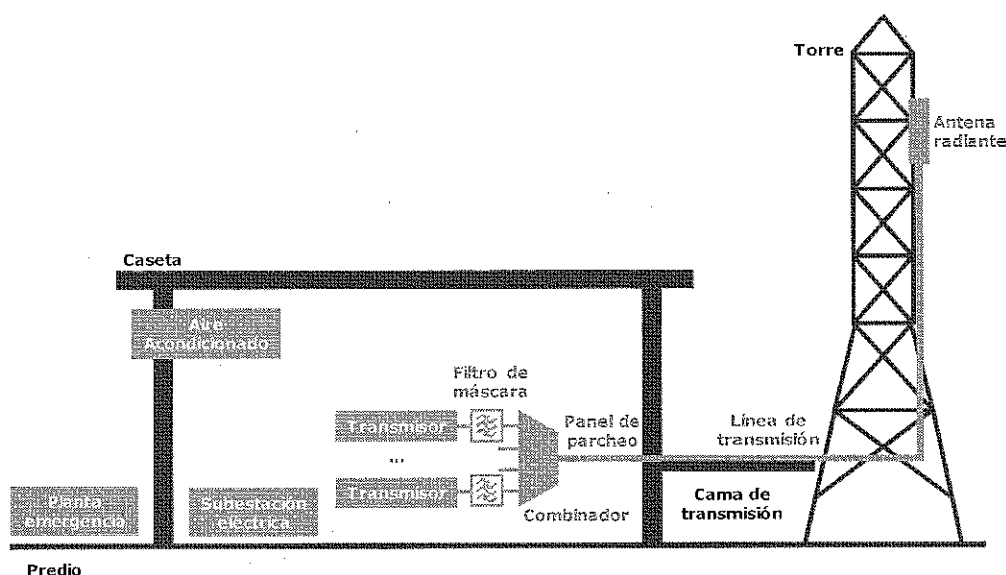 Torre
Antena
radiante
Caseta
Aire
Acondicionado
Filtro de
máscara
Transmisor
Panel de
parcheo
Línea de
transmisión
...
Transmisor
Planta
emergencia
Subestación
eléctrica
Combinador
Cama de
transmisión
Predio